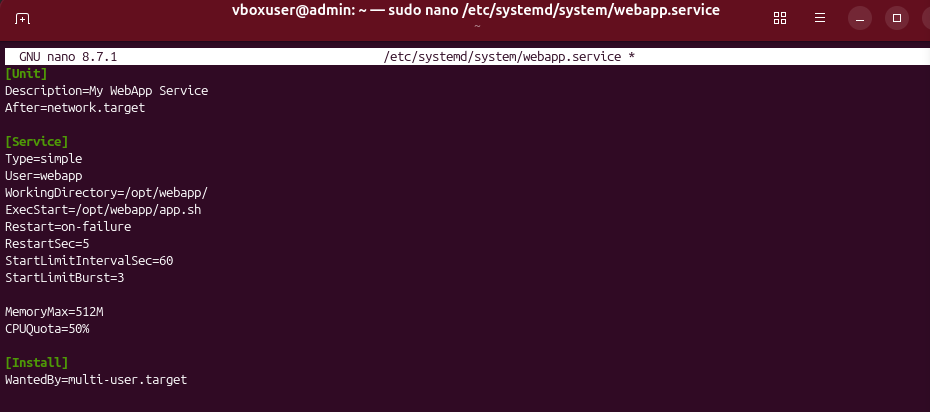 vboxuser@admin: ~ — sudo nano /etc/systemd/system/webapp.service
~
GNU nano 8.7.1 /etc/systemd/system/webapp.service *
[Unit]
Description=My WebApp Service
After=network.target
[Service]
Type=simple
User=webapp
WorkingDirectory=/opt/webapp/
ExecStart=/opt/webapp/app.sh
Restart=on-failure
RestartSec=5
StartLimitIntervalSec=60
StartLimitBurst=3
MemoryMax=512M
CPUQuota=50%
[Install]
WantedBy=multi-user.target